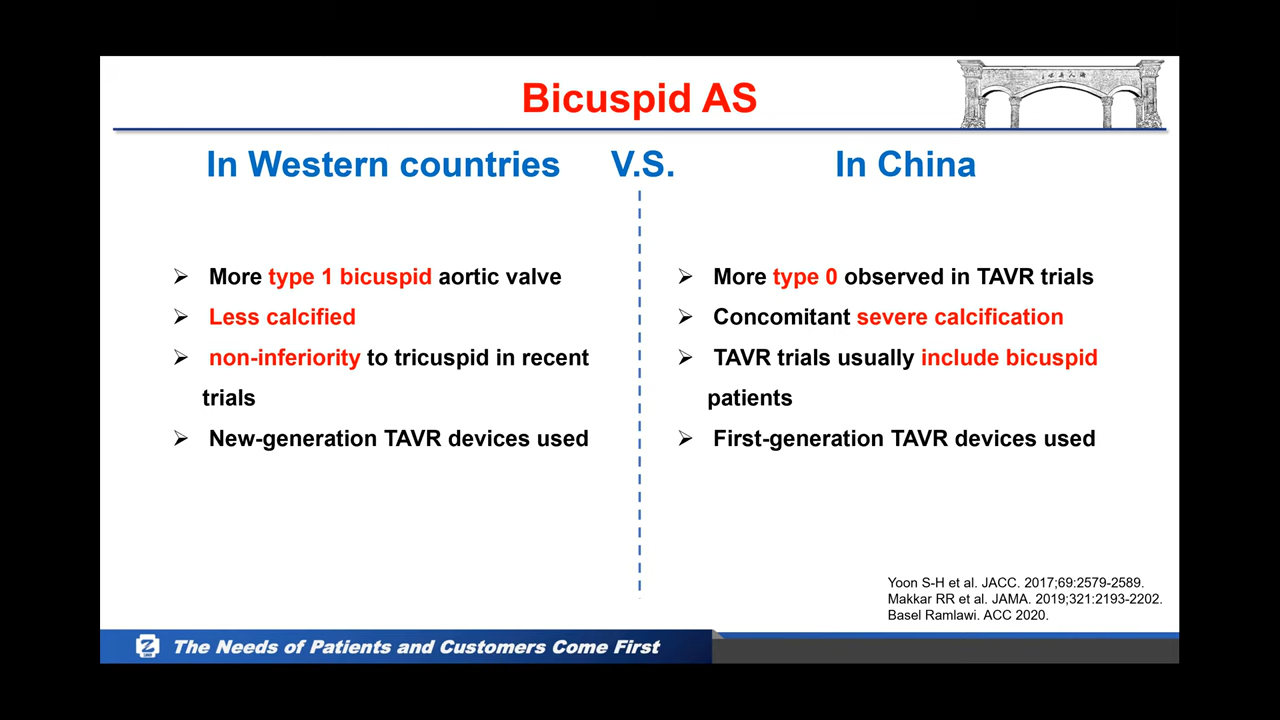 Bicuspid AS
In Western countries
V.S.
In China
➢ More type 1 bicuspid aortic valve
➢ Less calcified
➢ non-inferiority to tricuspid in recent
trials
➢ New-generation TAVR devices used
➢ More type 0 observed in TAVR trials
➢ Concomitant severe calcification
➢ TAVR trials usually include bicuspid
patients
➢ First-generation TAVR devices used
Yoon S-H et al. JACC. 2017;69:2579-2589.
Makkar RR et al. JAMA. 2019;321:2193-2202.
Basel Ramlawi. ACC 2020.
The Needs of Patients and Customers Come First